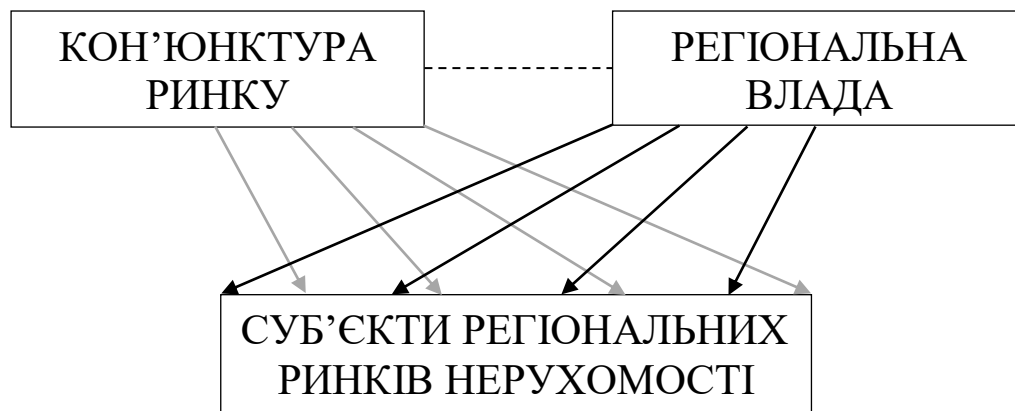 КОН’ЮНКТУРА
РИНКУ
РЕГІОНАЛЬНА
ВЛАДА
СУБ’ЄКТИ РЕГІОНАЛЬНИХ
РИНКІВ НЕРУХОМОСТІ